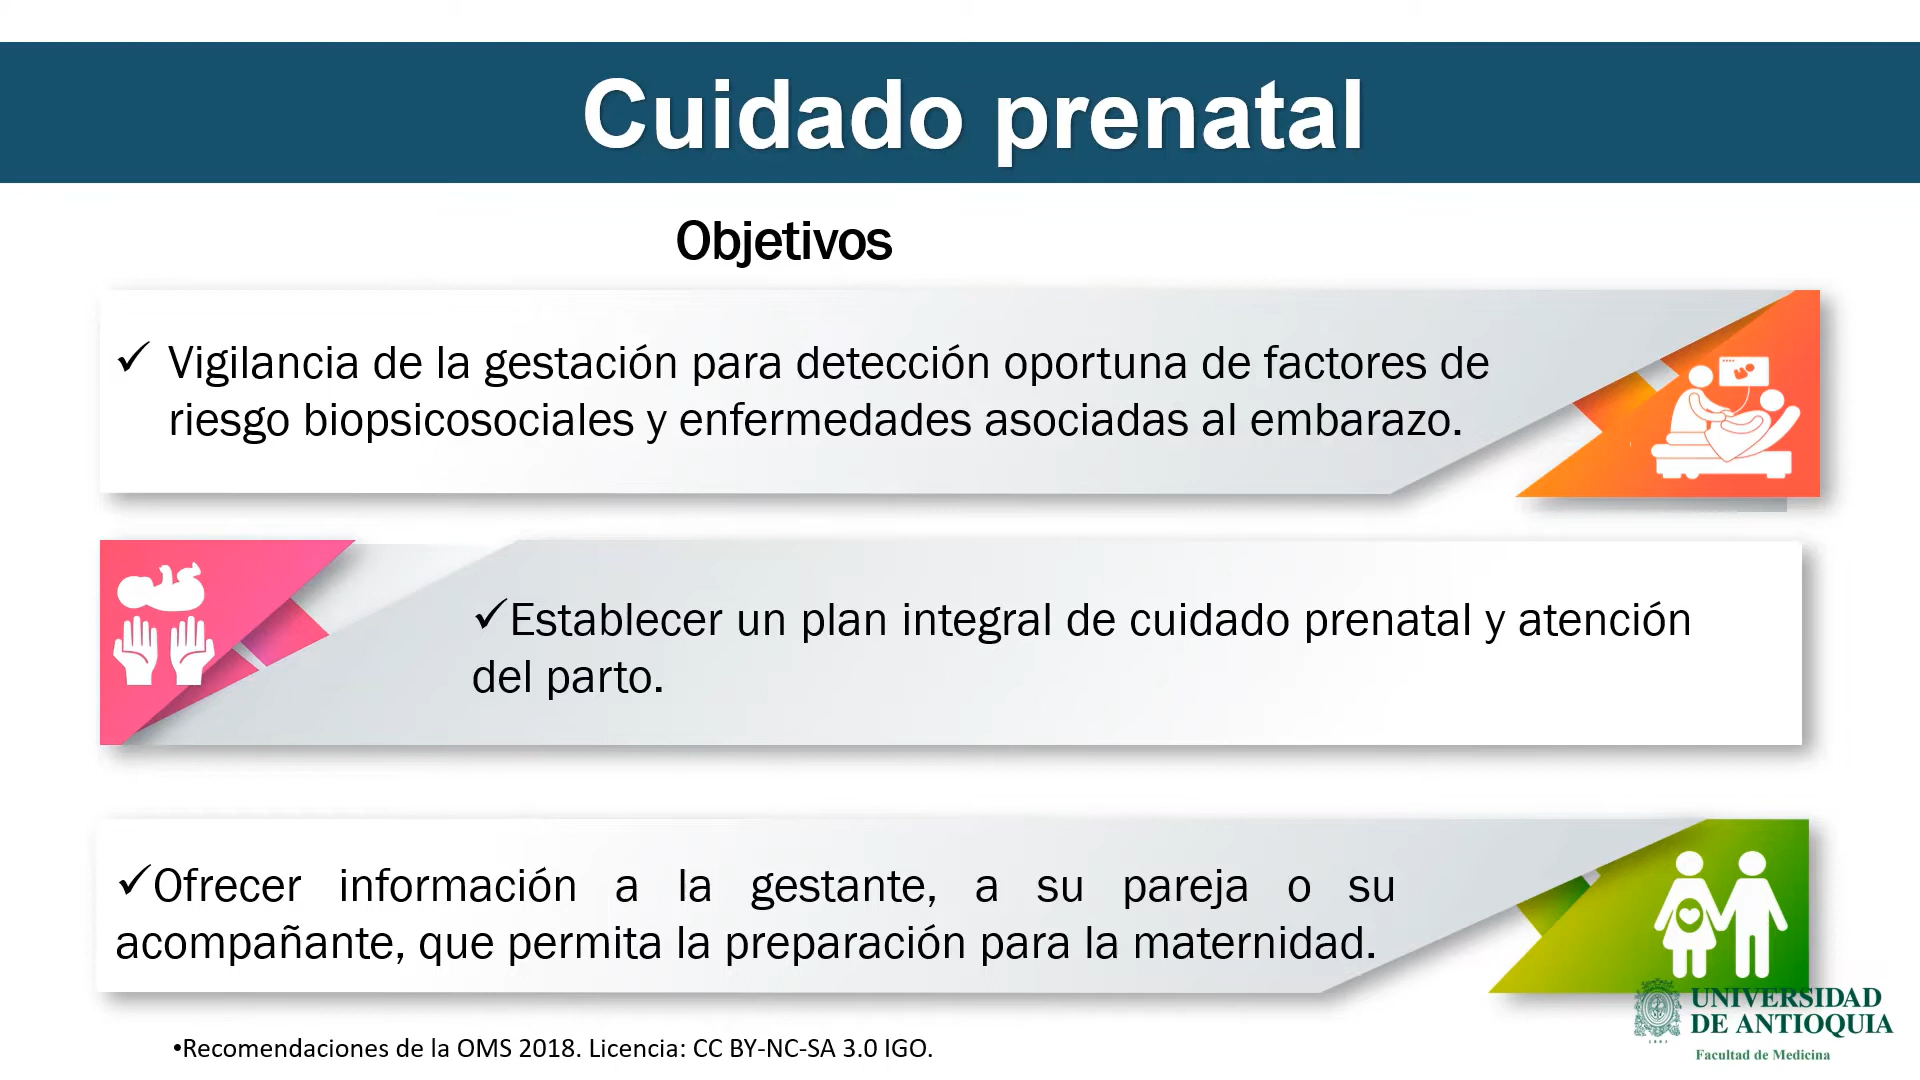 Cuidado prenatal
Objetivos
✓ Vigilancia de la gestación para detección oportuna de factores de
riesgo biopsicosociales y enfermedades asociadas al embarazo.
✓Establecer un plan integral de cuidado prenatal y atención
del parto.
✓Ofrecer información a la gestante, a su pareja o su
acompañante, que permita la preparación para la maternidad.
•Recomendaciones de la OMS 2018. Licencia: CC BY-NC-SA 3.0 IGO.
UNIVERSIDAD
DE ANTIOQUIA
Facultad de Medicina